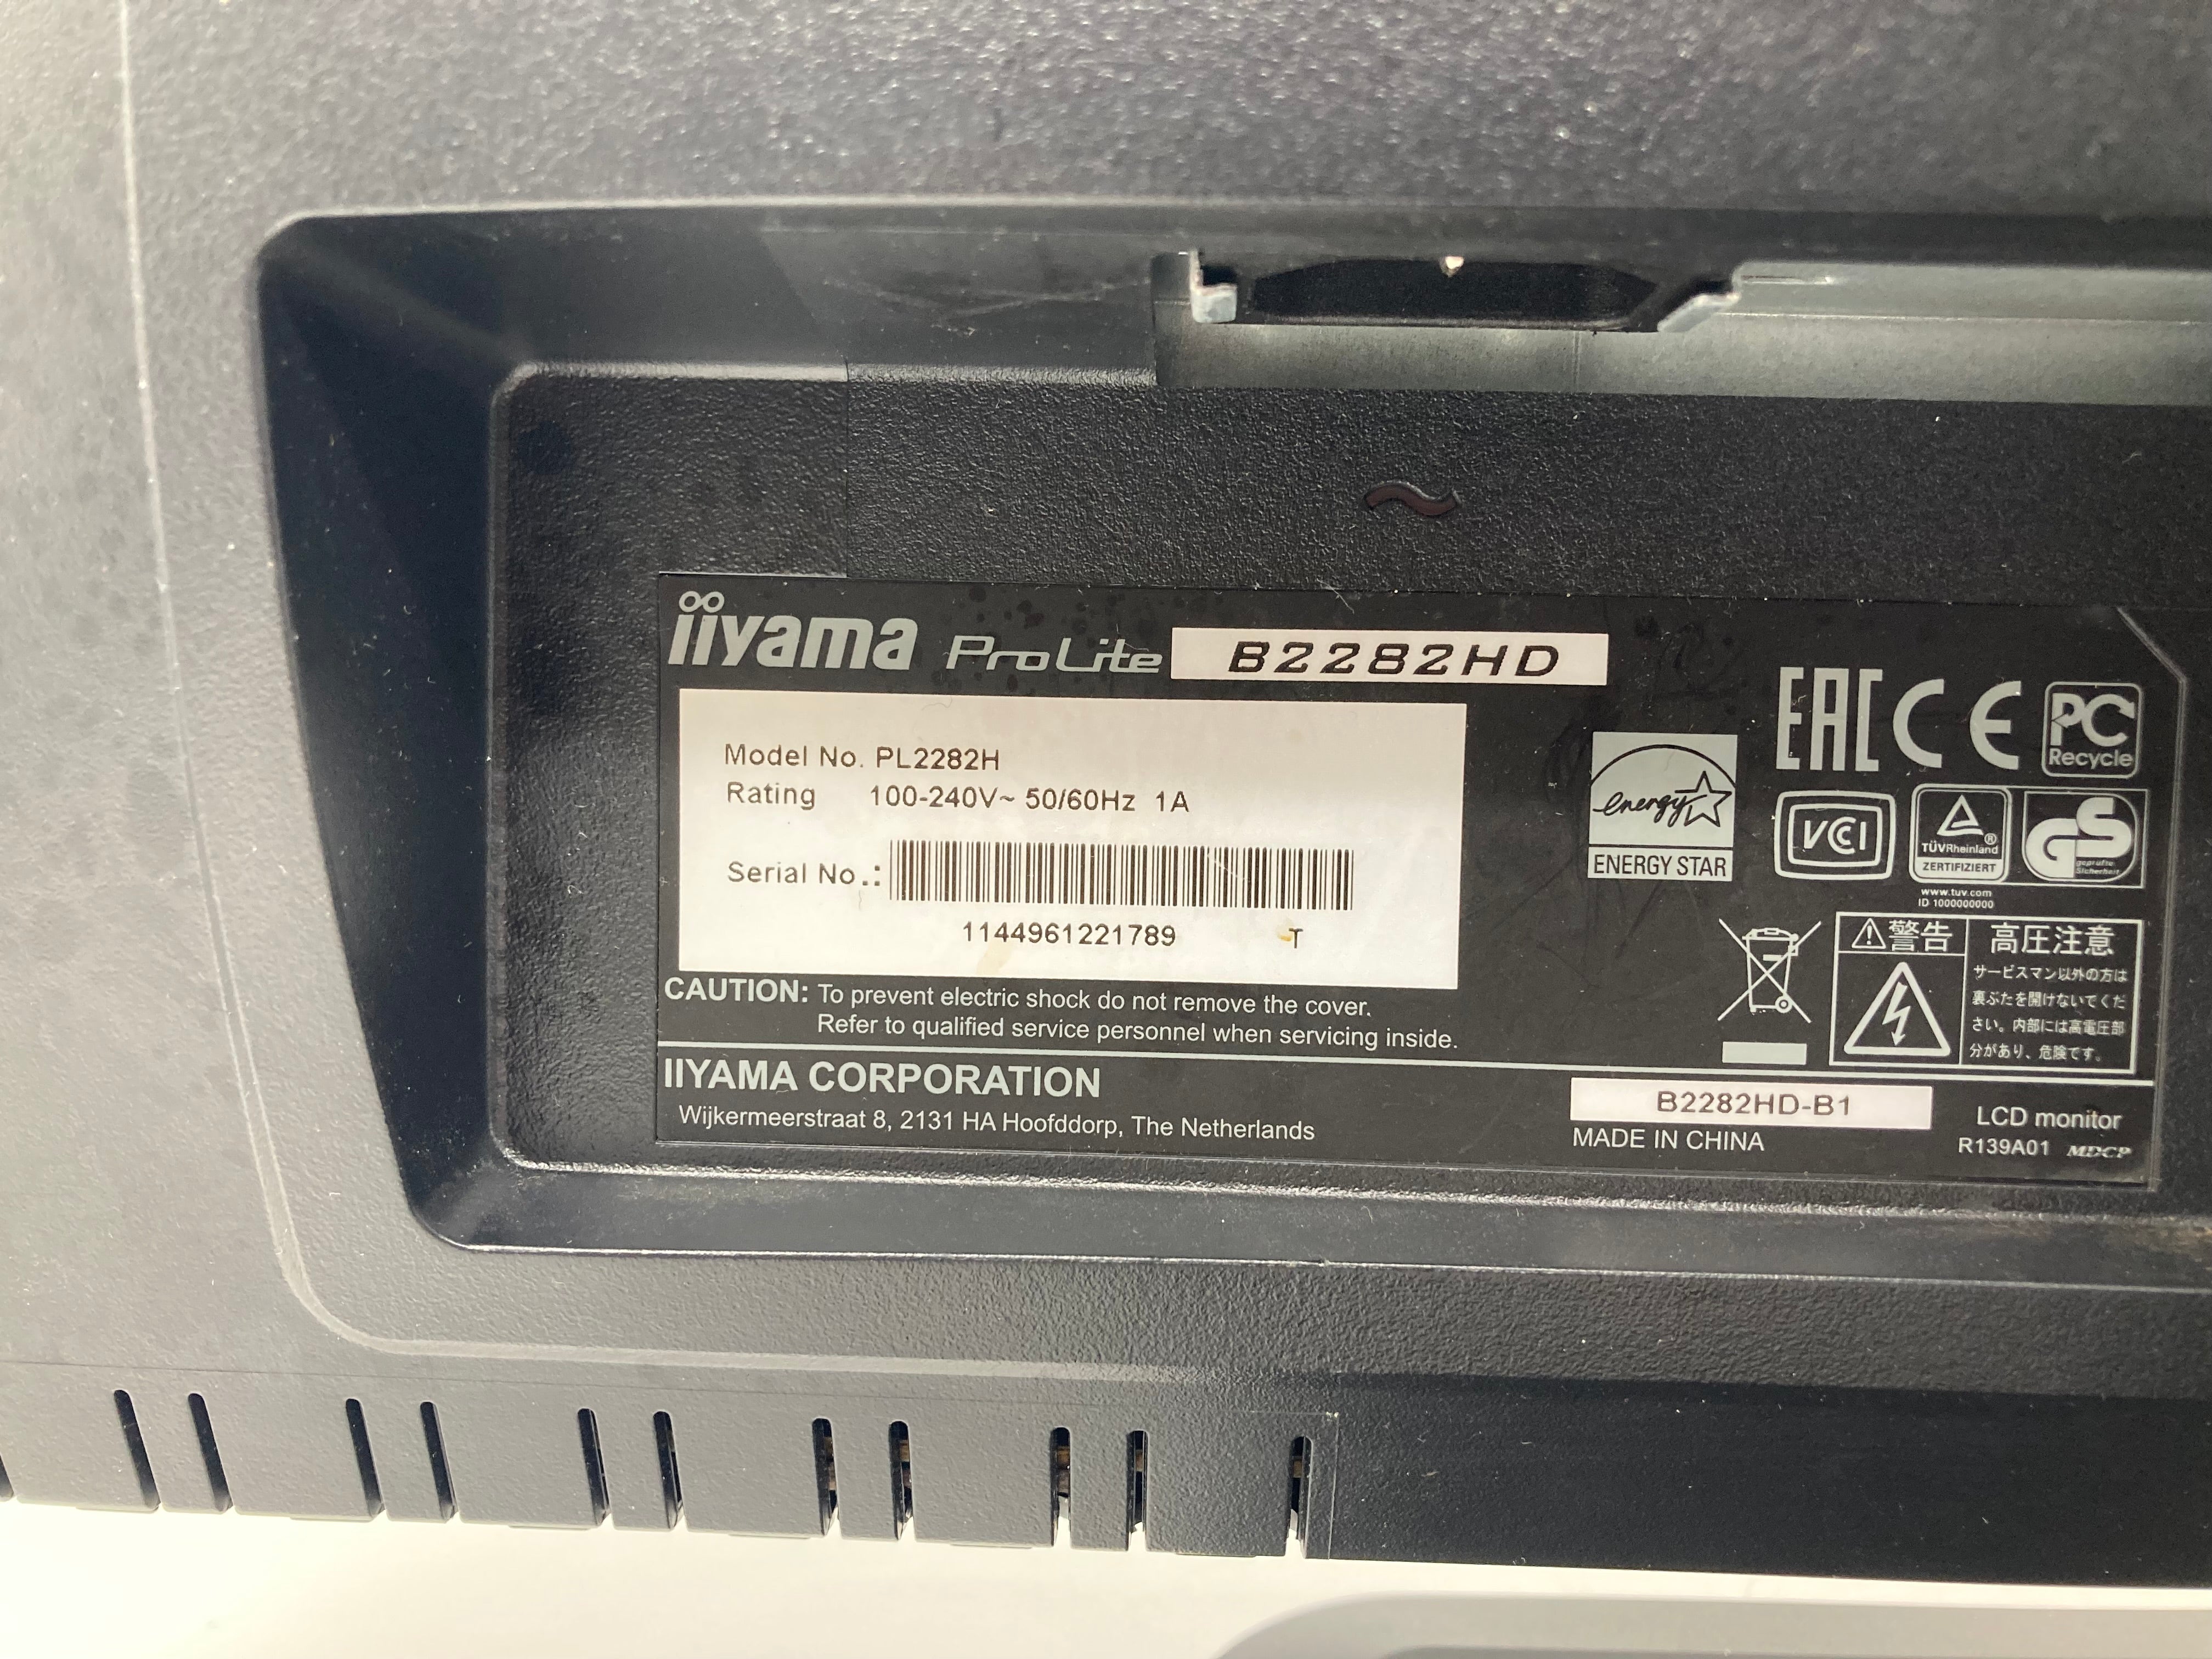 iiyama ProLite B2282HD
Model No. PL2282H
Rating 100-240V~ 50/60Hz 1A
Serial No.:
1144961221789 T
CAUTION: To prevent electric shock do not remove the cover.
Refer to qualified service personnel when servicing inside.
IIYAMA CORPORATION
Wijkermeerstraat 8, 2131 HA Hoofddorp, The Netherlands
energy
ENERGY STAR
EAC CE PC
Recycle
VCCI
TÜVRheinland®
ZERTIFIZIERT
GS
geprüfte
Sicherheit
www.tuv.com
ID 1000000000
警告
高圧注意
サービスマン以外の方は
裏ぶたを開けないでくだ
さい。内部には高電圧部
分があり、危険です。
B2282HD-B1
MADE IN CHINA
LCD monitor
R139A01 MDCP